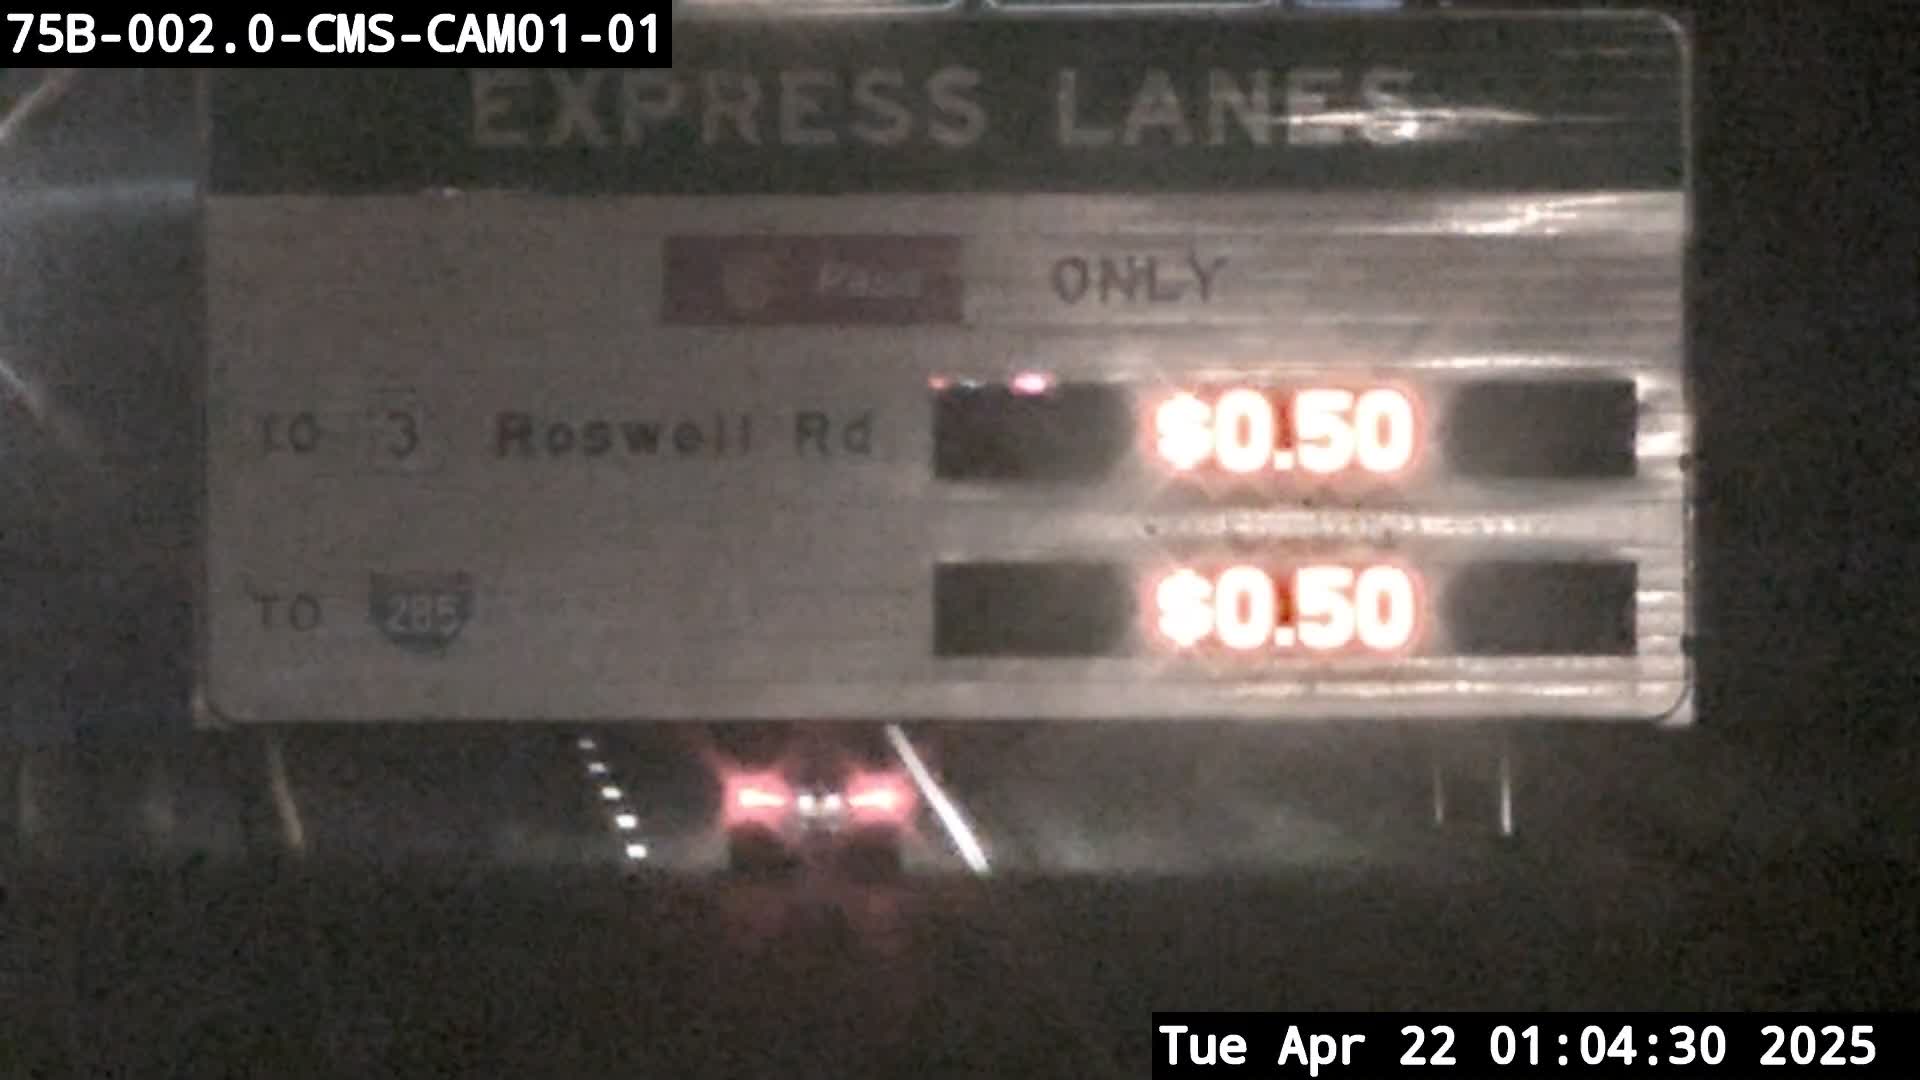 75B-002.0-CMS-CAM01-01
EXPRESS LANES
Pass ONLY
TO 3 Roswell Rd $0.50
TO 285 $0.50
Tue Apr 22 01:04:30 2025